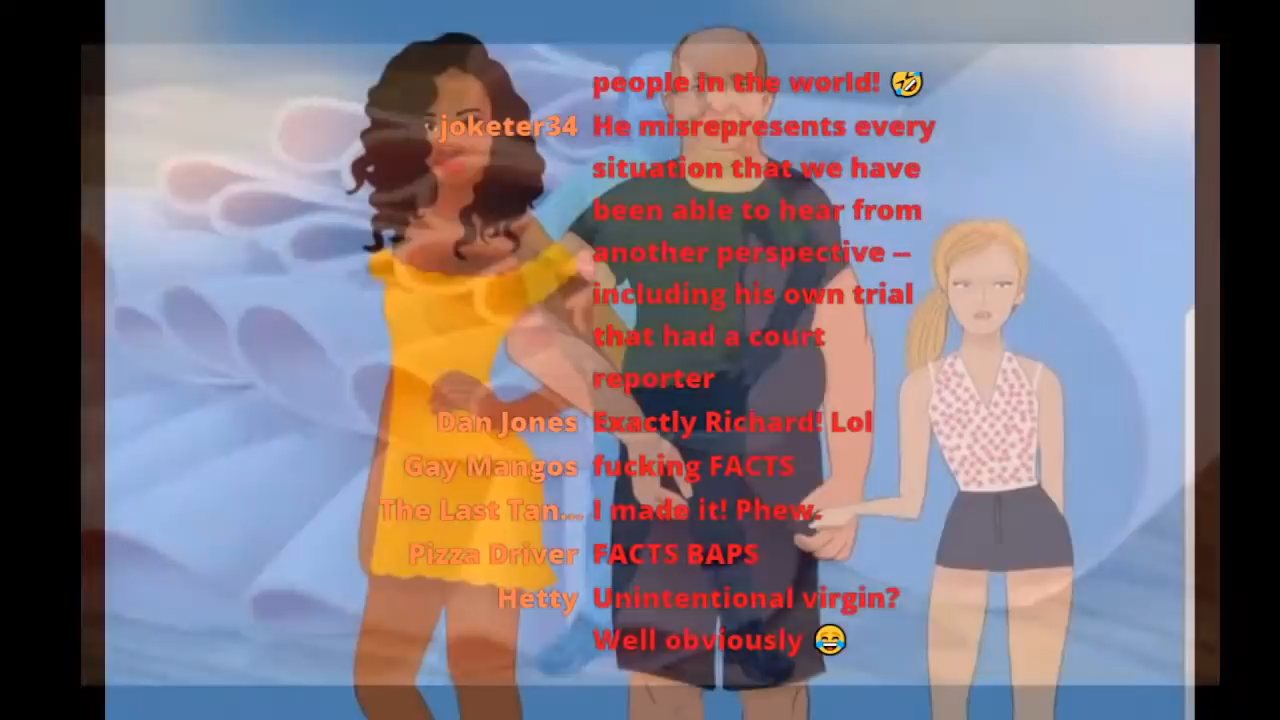 people in the world! 🤣
joketer34 He misrepresents every
situation that we have
been able to hear from
another perspective --
including his own trial
that had a court
reporter
Dan Jones Exactly Richard! Lol
Gay Mangos fucking FACTS
The Last Tan... I made it! Phew.
Pizza Driver FACTS BAPS
Hetty Unintentional virgin?
Well obviously 😂